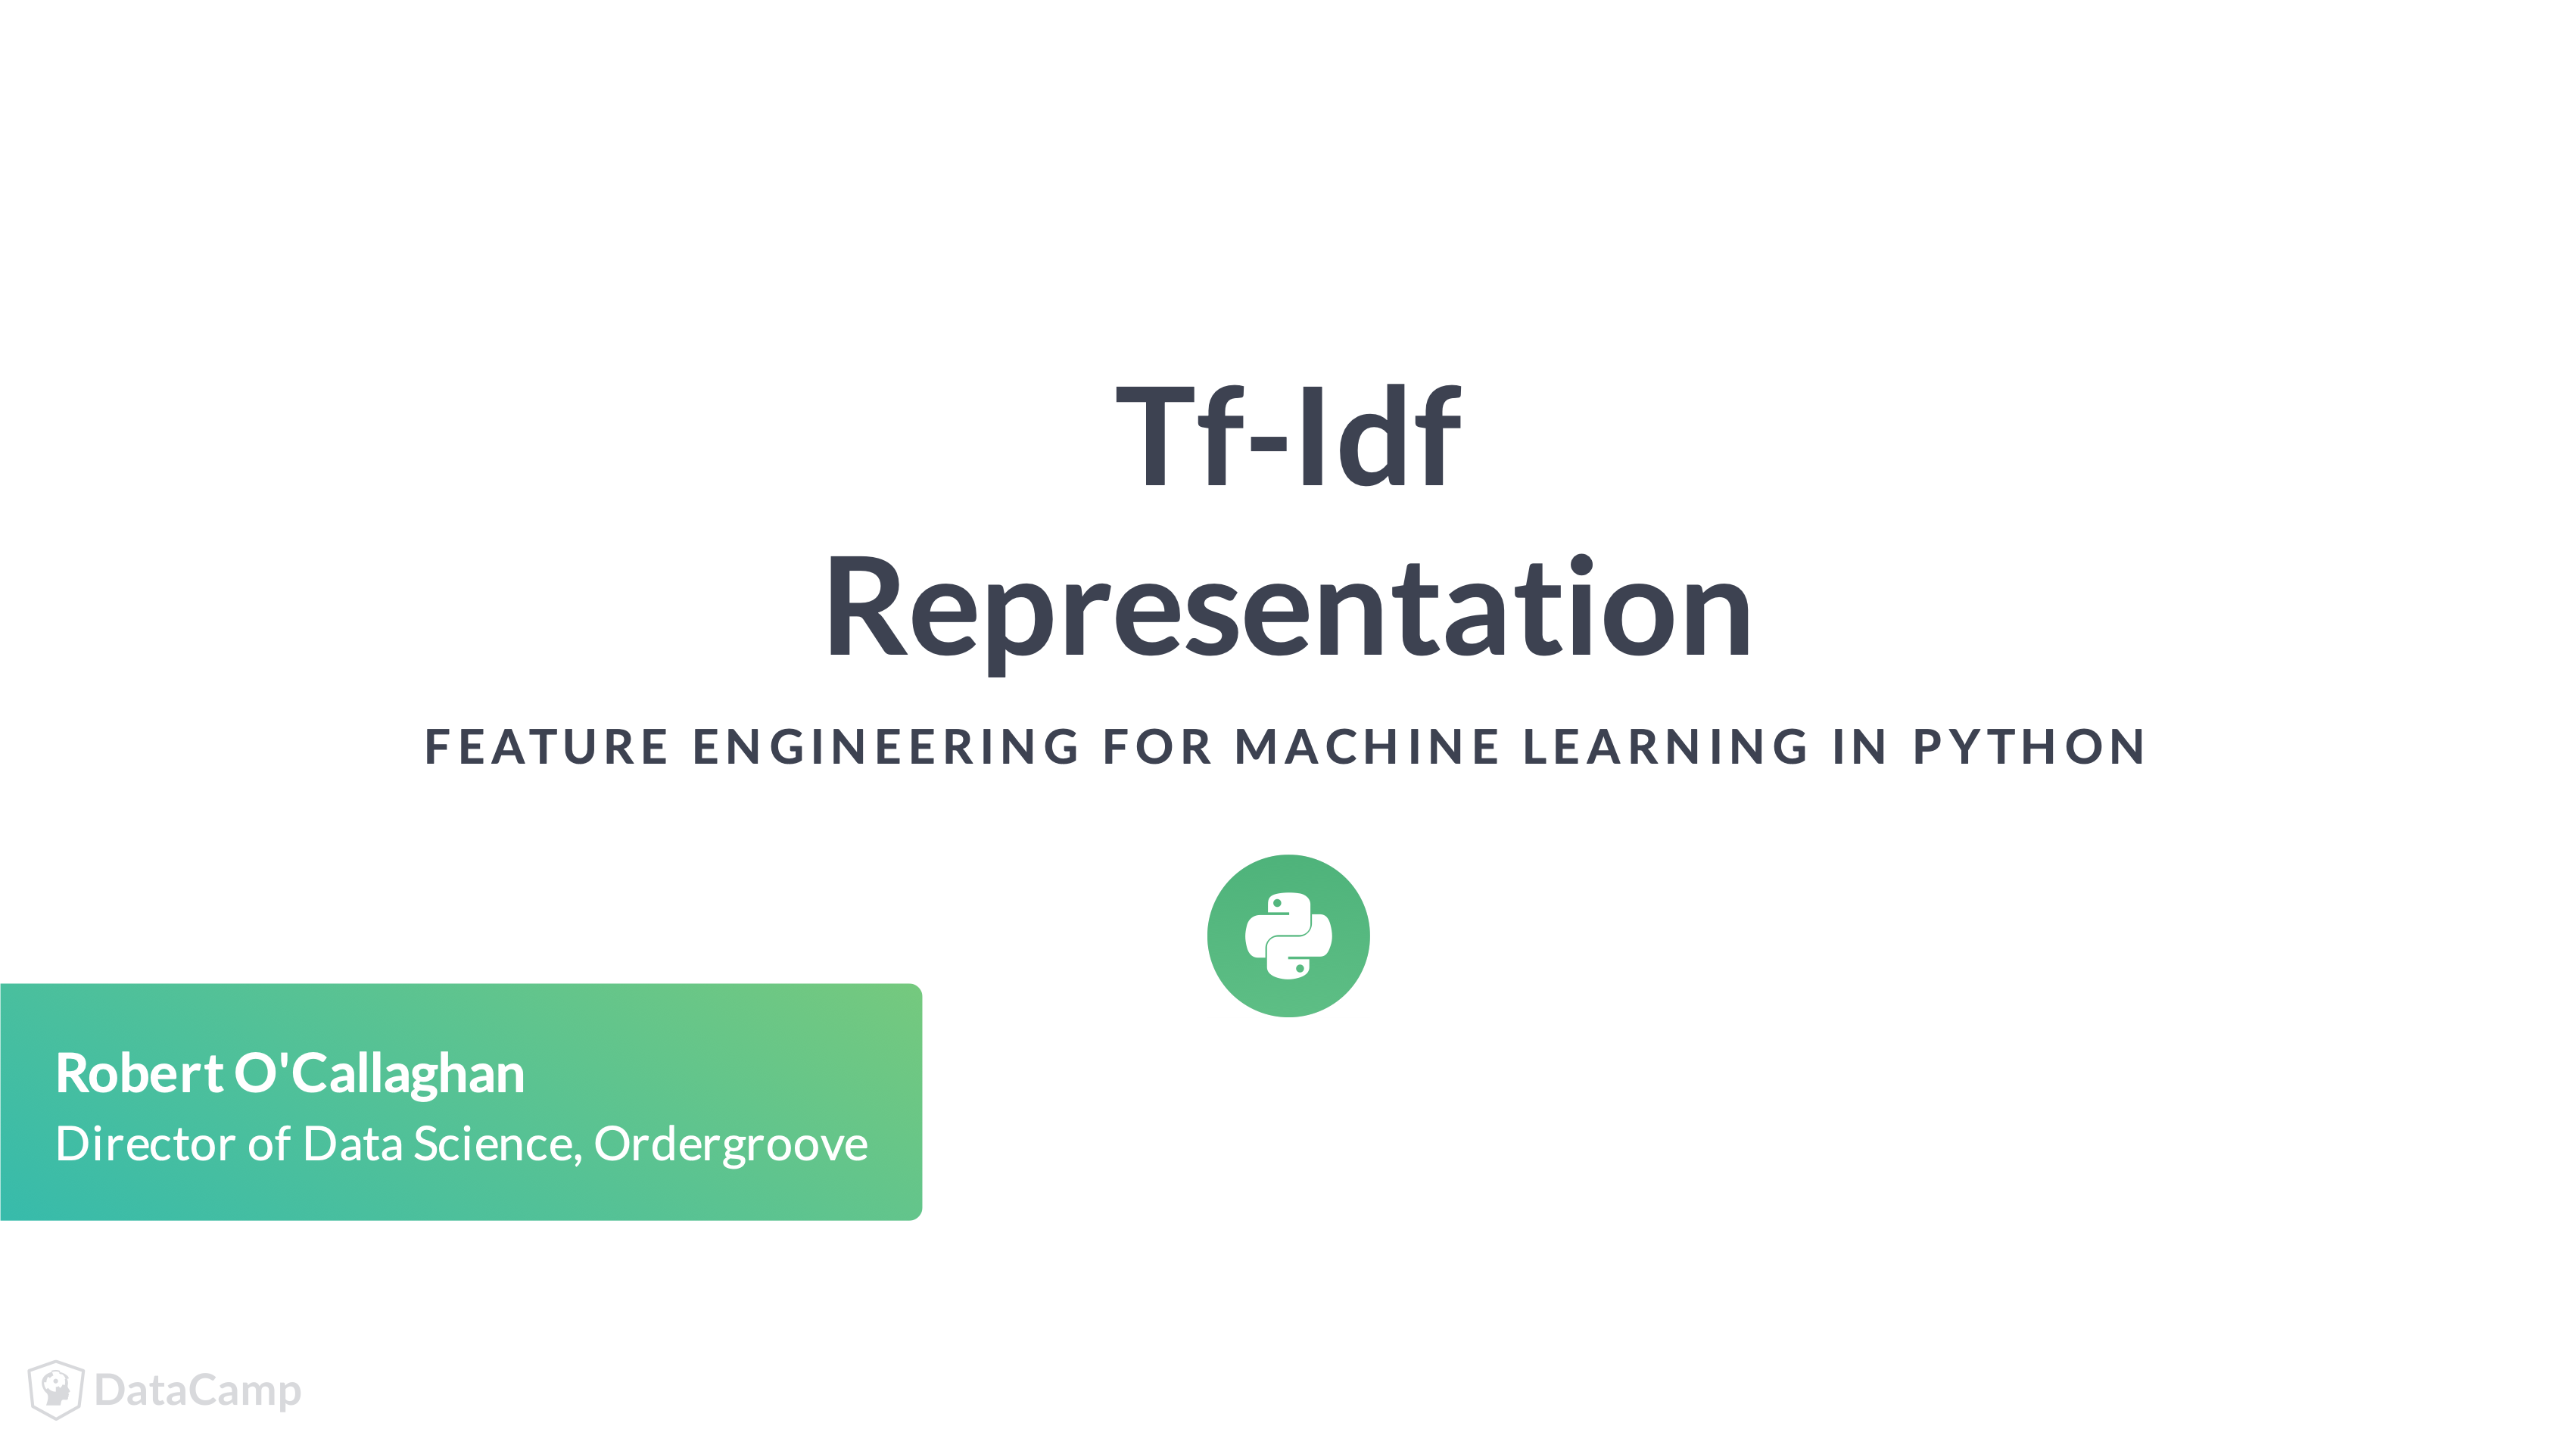 Tf-Idf
Representation
FEATURE ENGINEERING FOR MACHINE LEARNING IN PYTHON
Robert O'Callaghan
Director of Data Science, Ordergroove
DataCamp